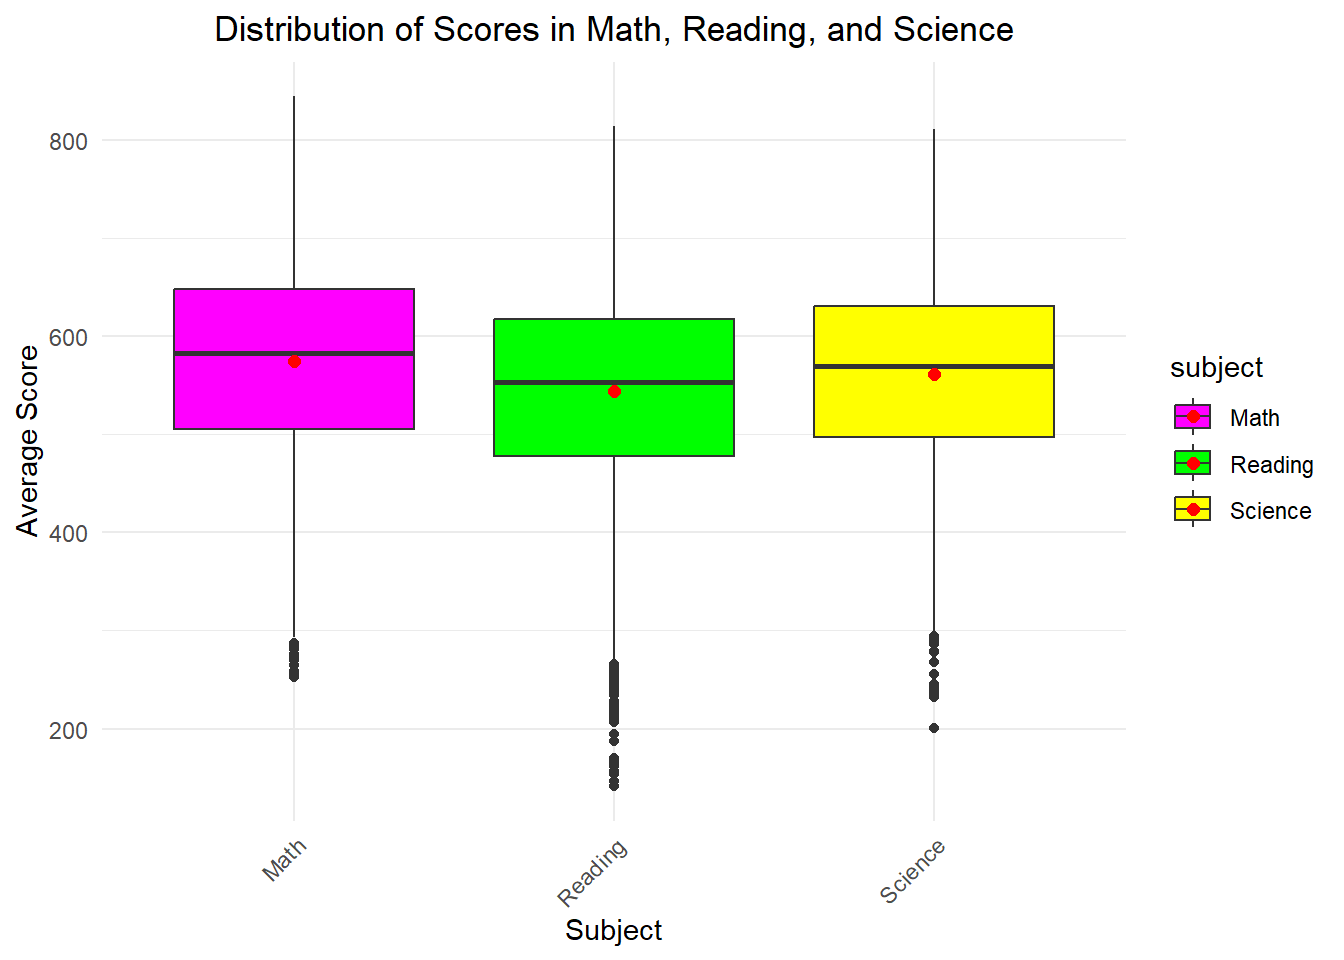 Distribution of Scores in Math, Reading, and Science
800
600
400
200
Average Score
Math
Reading
Science
Subject
subject
Math
Reading
Science